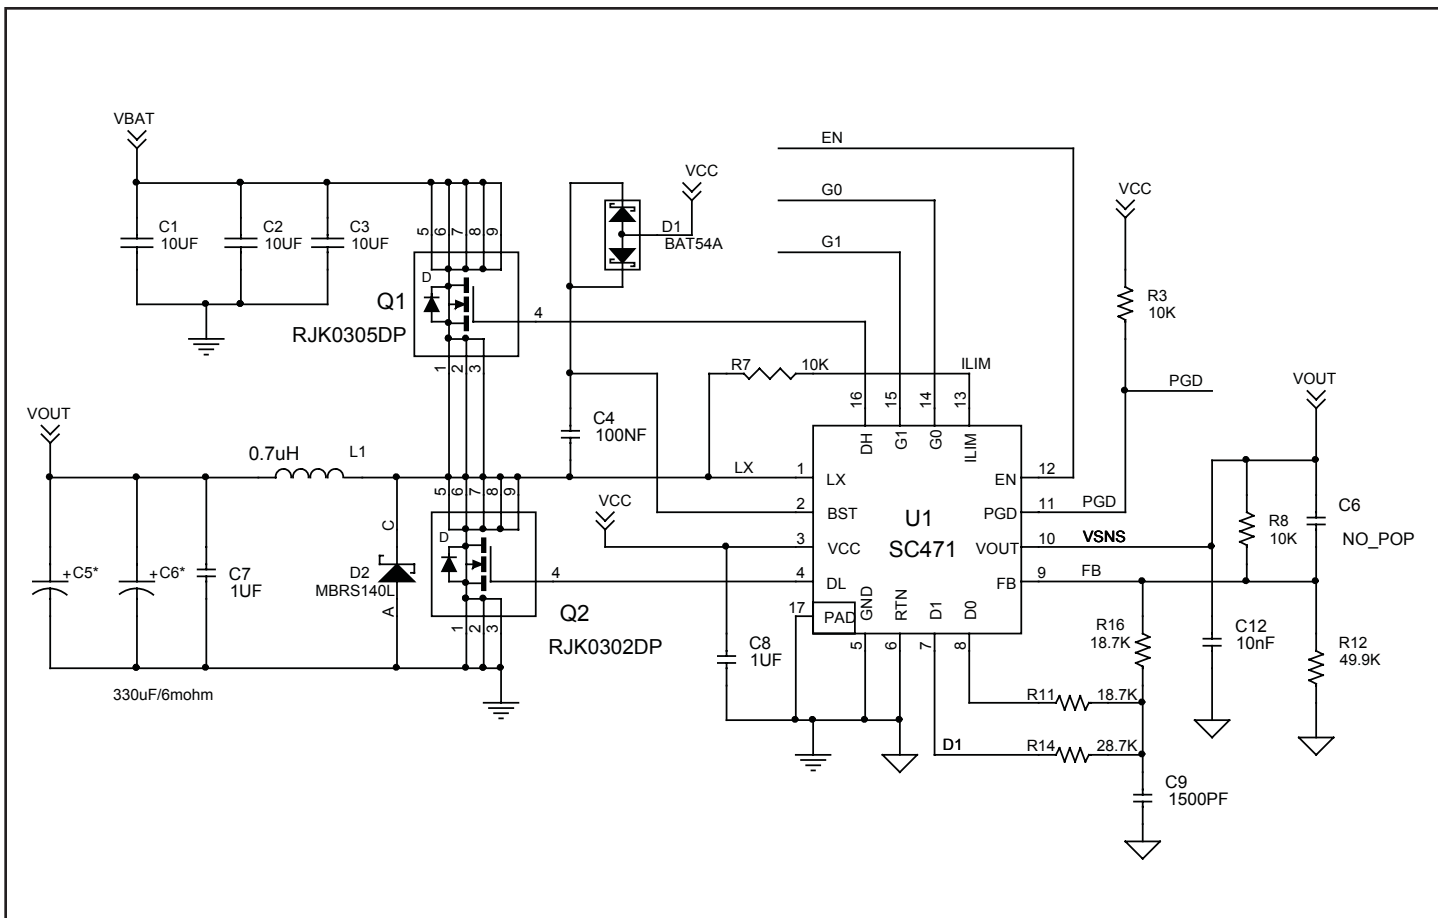 VBAT
EN
VCC
G0
VCC
C1
10UF
C2
10UF
C3
10UF
5
6
7
8
9
D1
BAT54A
G1
D
Q1
RJK0305DP
4
R3
10K
1
2
3
R7
10K
ILIM
PGD
VOUT
16
15
14
13
VOUT
C4
100NF
DH
G1
G0
ILIM
0.7uH
L1
LX
1
LX
EN
12
5
6
7
8
9
VCC
2
BST
PGD
11
PGD
C
D
U1
SC471
R8
10K
C6
NO_POP
3
VCC
VOUT
10
VSNS
+C5*
+C6*
C7
1UF
D2
MBRS140L
4
4
DL
FB
9
FB
A
Q2
RJK0302DP
17
PAD
GND
RTN
D1
D0
1
2
3
5
6
7
8
C8
1UF
R16
18.7K
C12
10nF
R12
49.9K
330uF/6mohm
R11
18.7K
D1
R14
28.7K
C9
1500PF